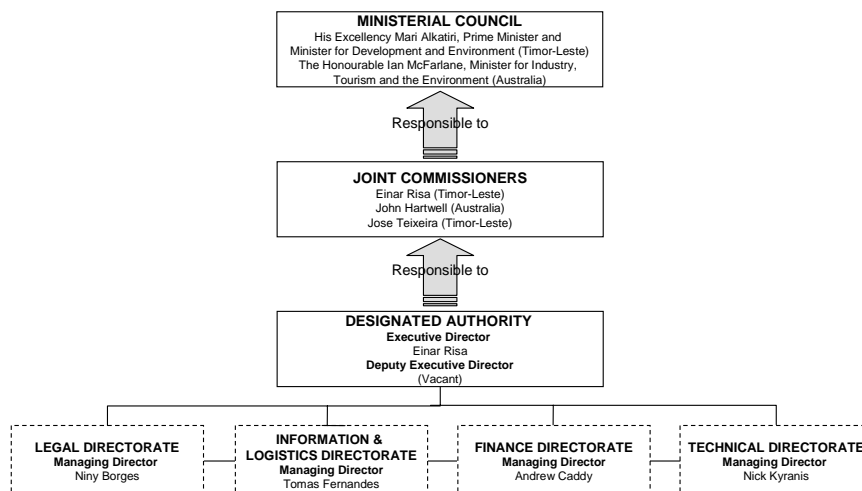 MINISTERIAL COUNCIL
His Excellency Mari Alkatiri, Prime Minister and
Minister for Development and Environment (Timor-Leste)
The Honourable Ian McFarlane, Minister for Industry,
Tourism and the Environment (Australia)
Responsible to
JOINT COMMISSIONERS
Einar Risa (Timor-Leste)
John Hartwell (Australia)
Jose Teixeira (Timor-Leste)
Responsible to
DESIGNATED AUTHORITY
Executive Director
Einar Risa
Deputy Executive Director
(Vacant)
LEGAL DIRECTORATE
Managing Director
Niny Borges
INFORMATION &
LOGISTICS DIRECTORATE
Managing Director
Tomas Fernandes
FINANCE DIRECTORATE
Managing Director
Andrew Caddy
TECHNICAL DIRECTORATE
Managing Director
Nick Kyranis